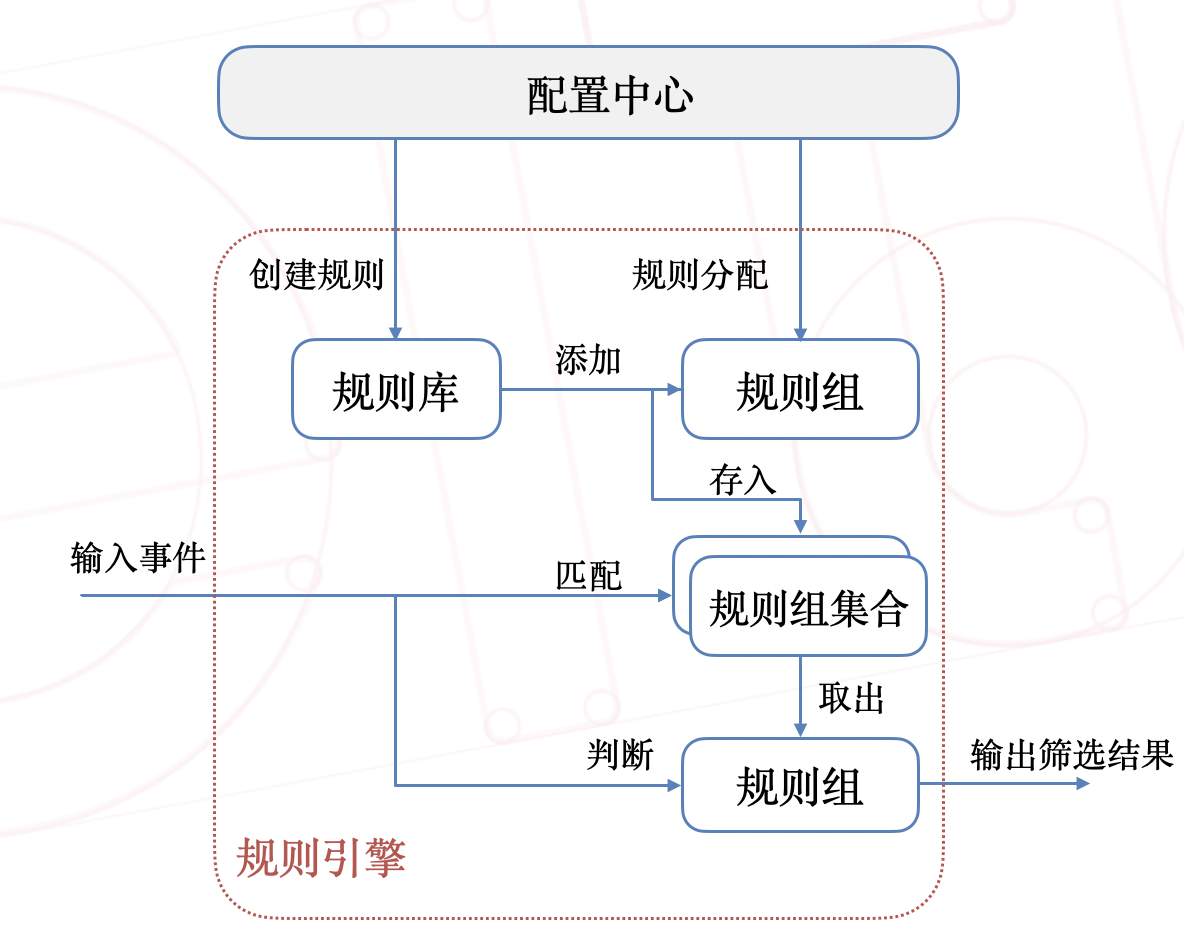 配置中心
创建规则
规则分配
规则库
添加
规则组
存入
输入事件
匹配
规则组集合
取出
判断
规则组
输出筛选结果
规则引擎